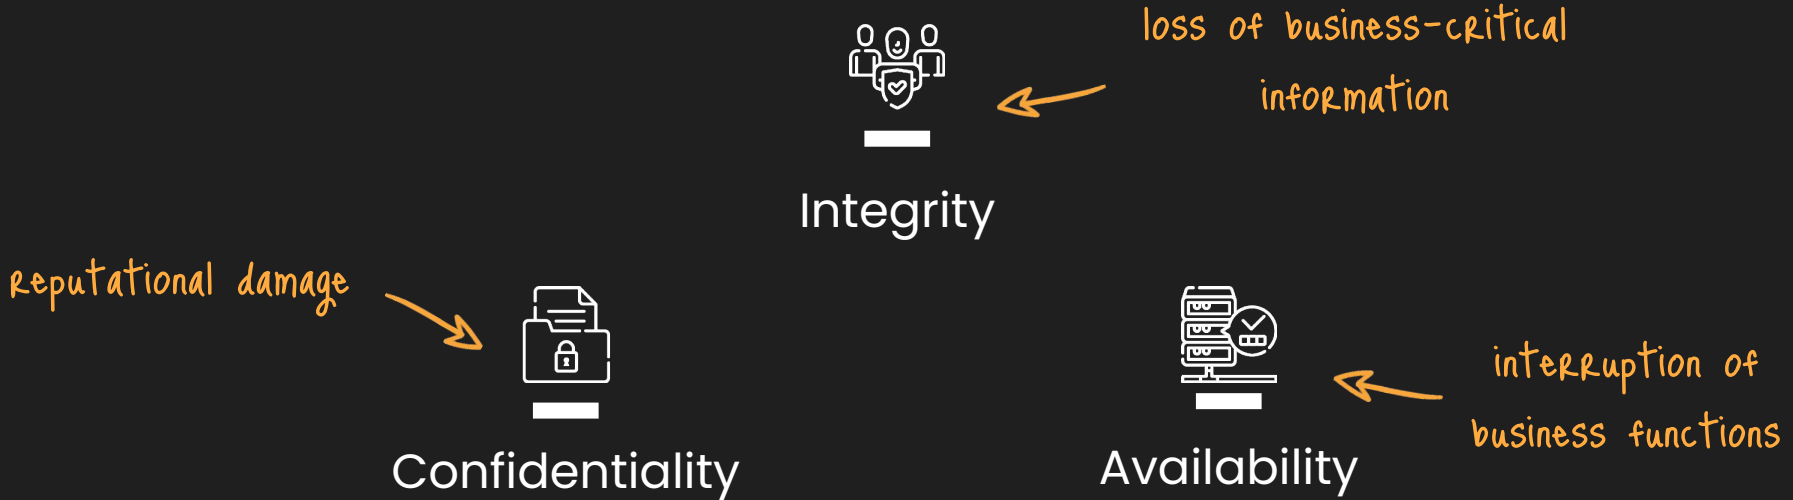 loss of business-critical
information
Integrity
reputational damage
Confidentiality
interruption of
business functions
Availability